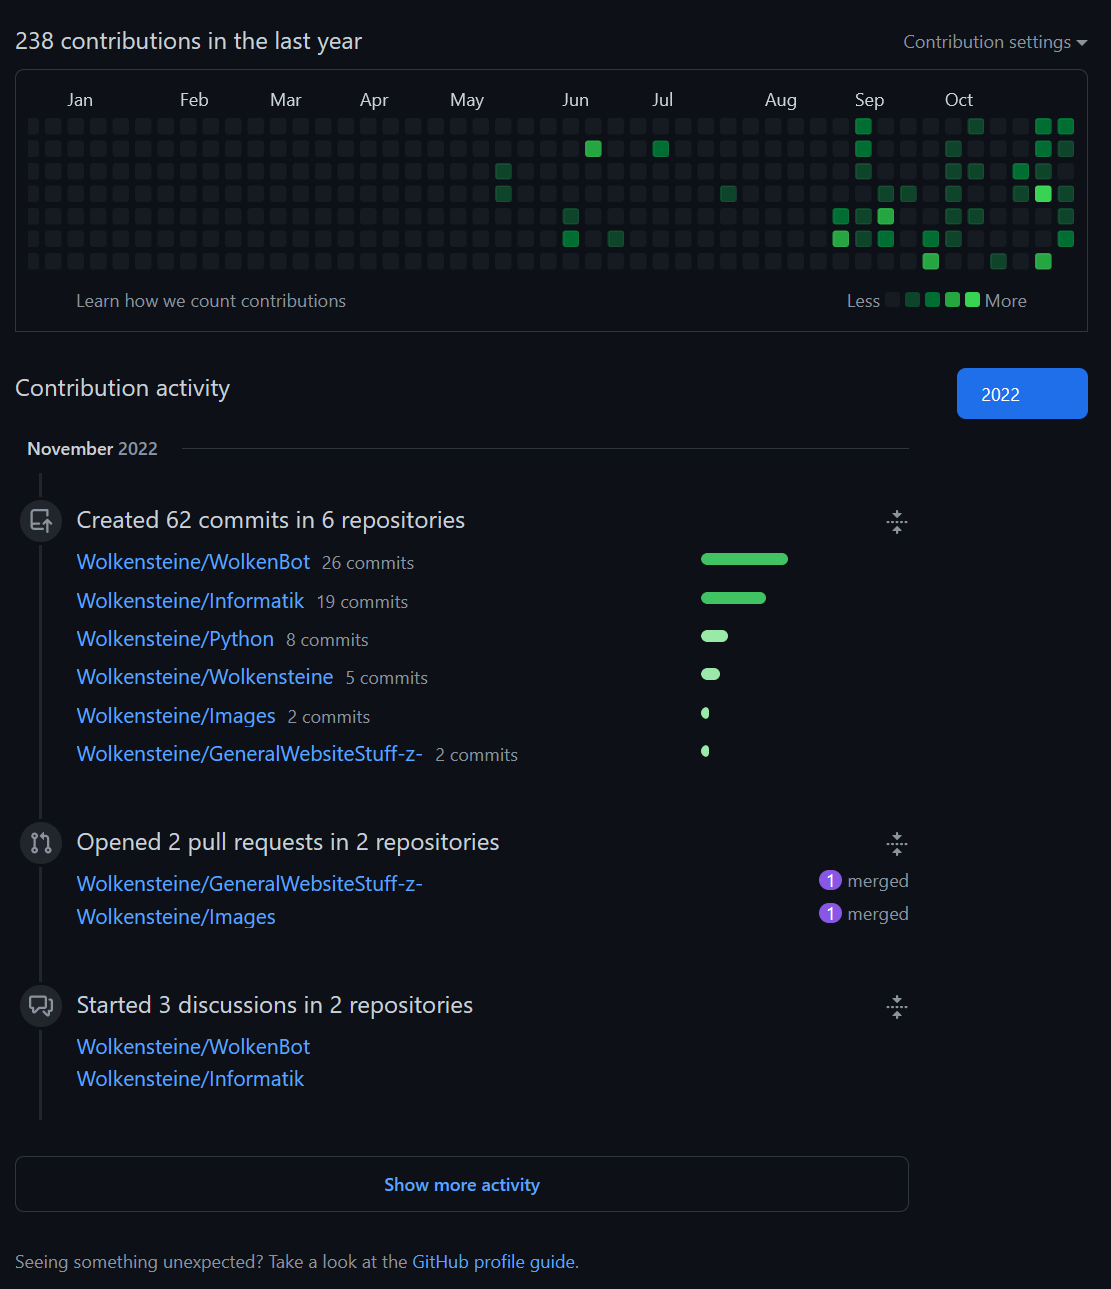 238 contributions in the last year
Contribution settings
Jan Feb Mar Apr May Jun Jul Aug Sep Oct
Learn how we count contributions
Less More
Contribution activity
2022
November 2022
Created 62 commits in 6 repositories
Wolkensteine/WolkenBot 26 commits
Wolkensteine/Informatik 19 commits
Wolkensteine/Python 8 commits
Wolkensteine/Wolkensteine 5 commits
Wolkensteine/Images 2 commits
Wolkensteine/GeneralWebsiteStuff-z- 2 commits
Opened 2 pull requests in 2 repositories
Wolkensteine/GeneralWebsiteStuff-z- 1 merged
Wolkensteine/Images 1 merged
Started 3 discussions in 2 repositories
Wolkensteine/WolkenBot
Wolkensteine/Informatik
Show more activity
Seeing something unexpected? Take a look at the GitHub profile guide.